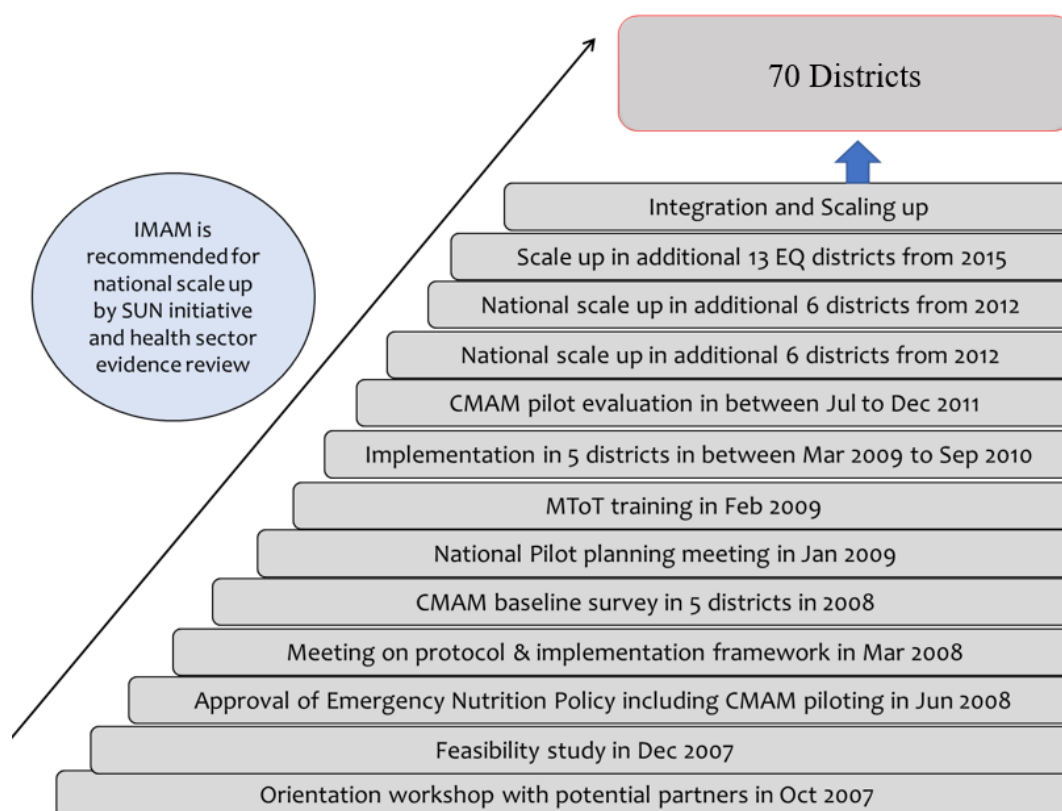 70 Districts
IMAM is
recommended for
national scale up
by SUN initiative
and health sector
evidence review
Integration and Scaling up
Scale up in additional 13 EQ districts from 2015
National scale up in additional 6 districts from 2012
National scale up in additional 6 districts from 2012
CMAM pilot evaluation in between Jul to Dec 2011
Implementation in 5 districts in between Mar 2009 to Sep 2010
MToT training in Feb 2009
National Pilot planning meeting in Jan 2009
CMAM baseline survey in 5 districts in 2008
Meeting on protocol & implementation framework in Mar 2008
Approval of Emergency Nutrition Policy including CMAM piloting in Jun 2008
Feasibility study in Dec 2007
Orientation workshop with potential partners in Oct 2007